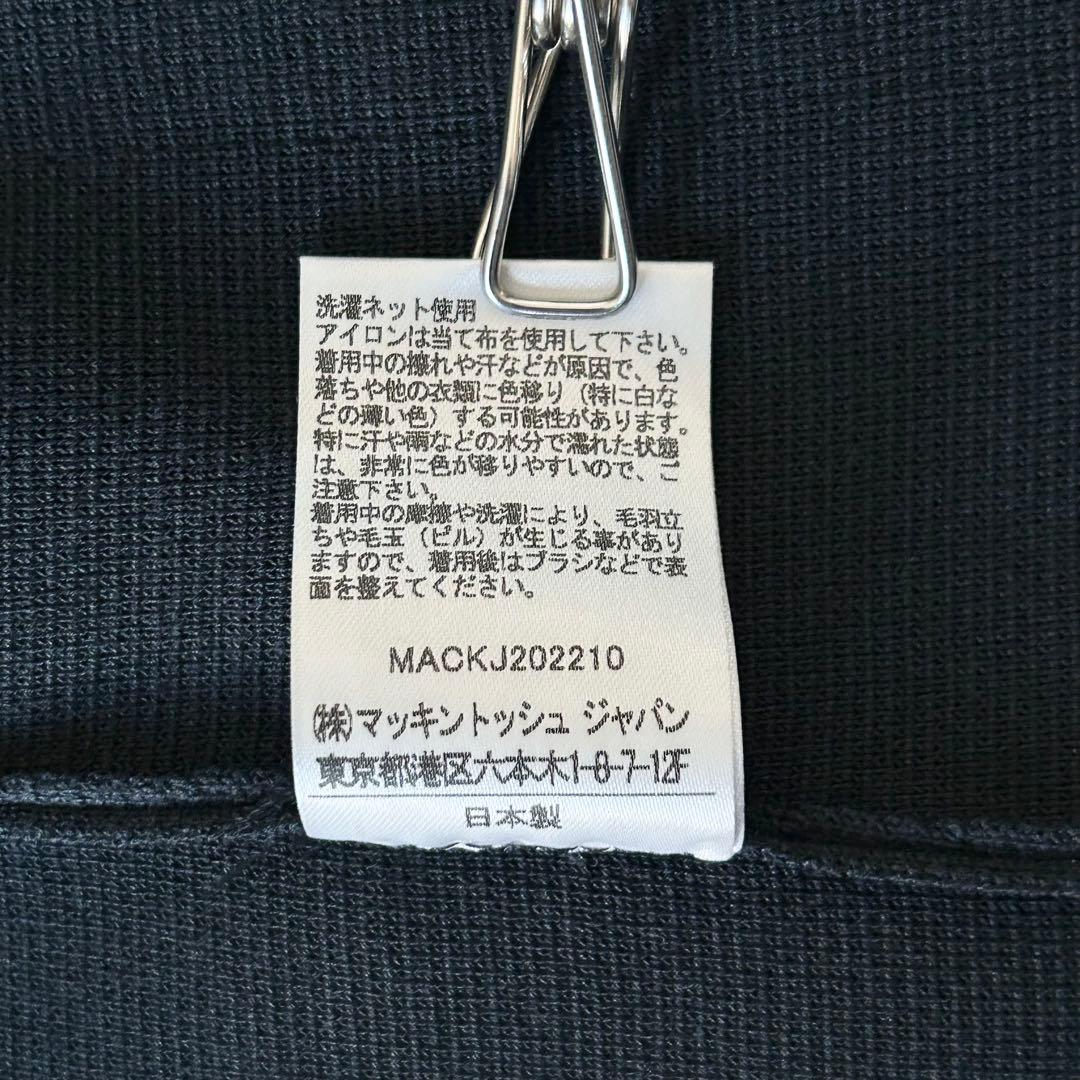 洗濯ネット使用
アイロンは当て布を使用して下さい。
着用中の擦れや汗などが原因で、色
落ちや他の衣類に色移り（特に白な
どの薄い色）する可能性があります。
特に汗や雨などの水分で濡れた状態
は、非常に色が移りやすいので、ご
注意下さい。
着用中の摩擦や洗濯により、毛羽立
ちや毛玉（ピル）が生じる事があり
ますので、着用後はブラシなどで表
面を整えてください。
MACKJ202210
(株)マッキントッシュ ジャパン
東京都港区六本木1-8-7-12F
日本製